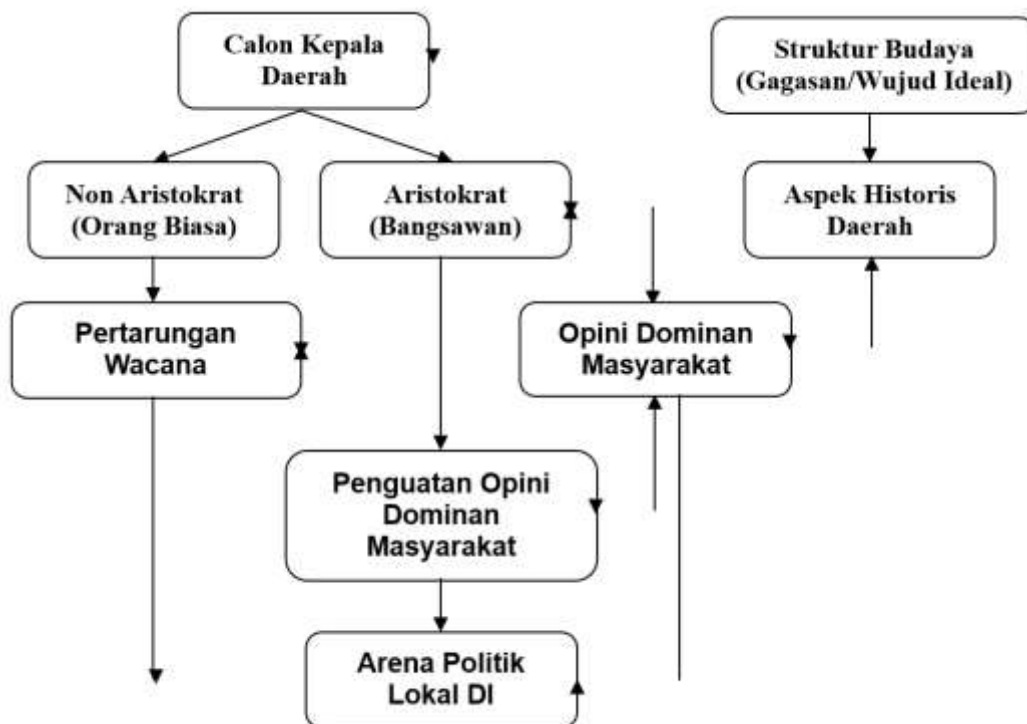 Calon Kepala
Daerah
Struktur Budaya
(Gagasan/Wujud Ideal)
Non Aristokrat
(Orang Biasa)
Aristokrat
(Bangsawan)
Aspek Historis
Daerah
Pertarungan
Wacana
Opini Dominan
Masyarakat
Penguatan Opini
Dominan
Masyarakat
Arena Politik
Lokal DI